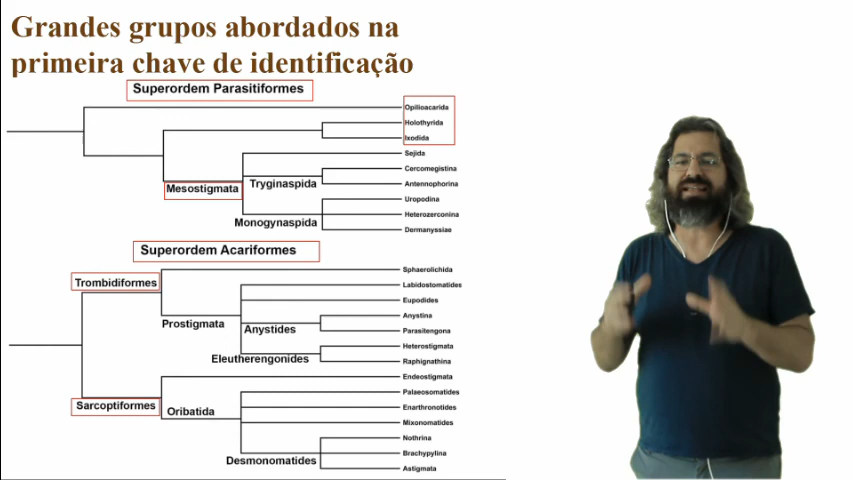 Grandes grupos abordados na
primeira chave de identificação
Superordem Parasitiformes
Opilioacarida
Holothyrida
Ixodida
Sejida
Mesostigmata
Tryginaspida
Cercomegistina
Antennophorina
Monogynaspida
Uropodina
Heterozerconina
Dermanyssiae
Superordem Acariformes
Trombidiformes
Sphaerolichida
Prostigmata
Labidostomatides
Eupodides
Anystides
Anystina
Parasitengona
Eleutherengonides
Heterostigmata
Raphignathina
Sarcoptiformes
Endeostigmata
Oribatida
Palaeosomatides
Enarthronotides
Mixonomatides
Desmonomatides
Nothrina
Brachypylina
Astigmata